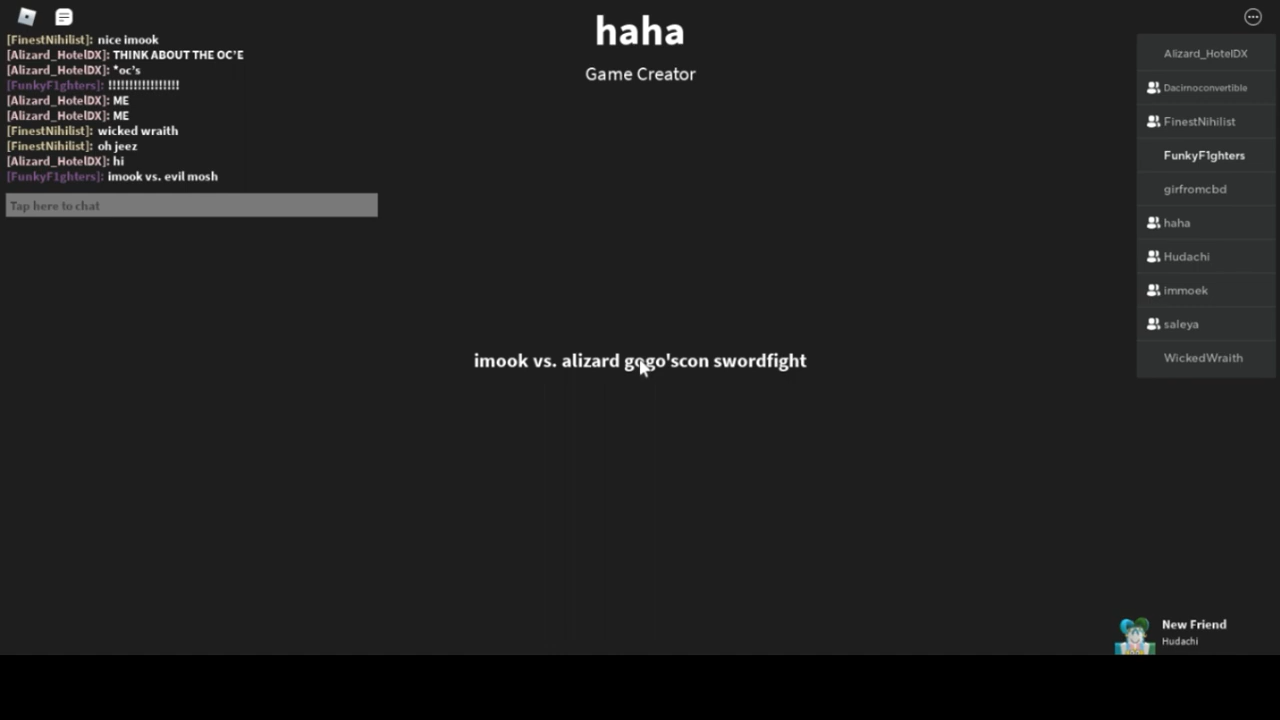 haha
Game Creator
[FinestNihilist]: nice imook
[Alizard_HotelDX]: THINK ABOUT THE OC'E
[Alizard_HotelDX]: *oc's
[FunkyF1ghters]: !!!!!!!!!!!!!!!!!
[Alizard_HotelDX]: ME
[Alizard_HotelDX]: ME
[FinestNihilist]: wicked wraith
[FinestNihilist]: oh jeez
[Alizard_HotelDX]: hi
[FunkyF1ghters]: imook vs. evil mosh
Tap here to chat
Alizard_HotelDX
Dacimoconvertible
FinestNihilist
FunkyF1ghters
girfromcbd
haha
Hudachi
immoek
saleya
WickedWraith
imook vs. alizard gogo'scon swordfight
New Friend
Hudachi